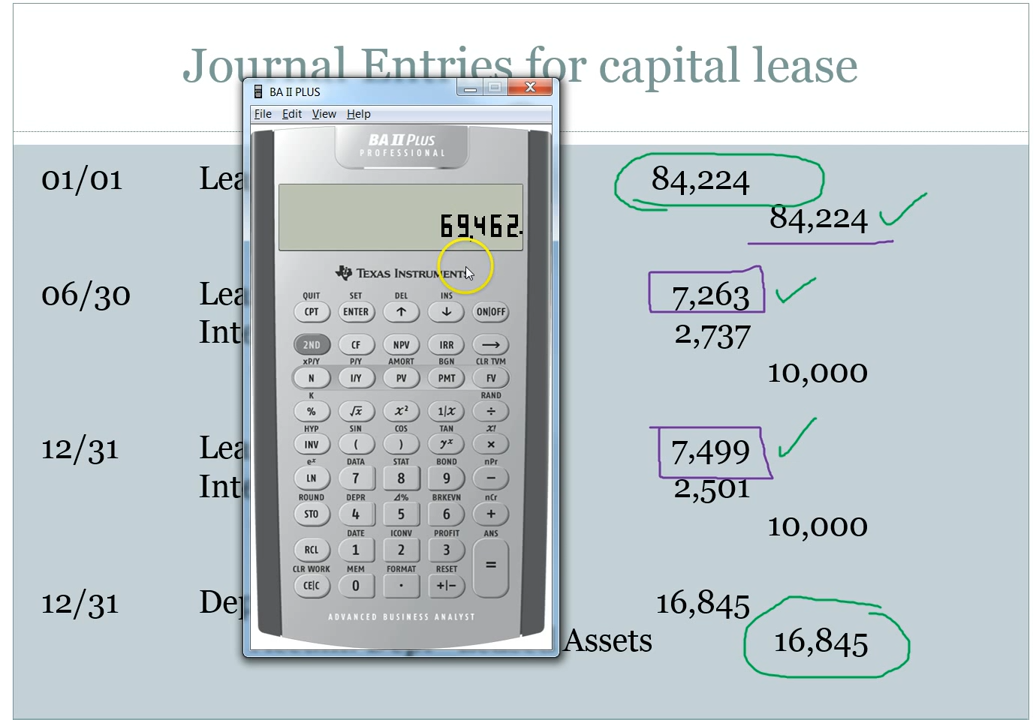 Journal Entries for capital lease
BA II PLUS
File Edit View Help
BA II PLUS
PROFESSIONAL
69,462.
TEXAS INSTRUMENTS
QUIT SET DEL INS
CPT ENTER ↑ ↓ ON|OFF
2ND CF NPV IRR →
xP/Y P/Y AMORT BGN CLR TVM
N I/Y PV PMT FV
K RAND
% √x x² 1/x ÷
HYP SIN COS TAN x!
INV ( ) yˣ ×
eˣ DATA STAT BOND nPr
LN 7 8 9 −
ROUND DEPR Δ% BRKEVN nCr
STO 4 5 6 +
DATE ICONV PROFIT ANS
RCL 1 2 3 =
CLR WORK MEM FORMAT RESET
CE|C 0 . +|−
ADVANCED BUSINESS ANALYST
01/01 Lea 84,224
84,224
06/30 Lea 7,263
Int 2,737
10,000
12/31 Lea 7,499
Int 2,501
10,000
12/31 Dep 16,845
Assets 16,845